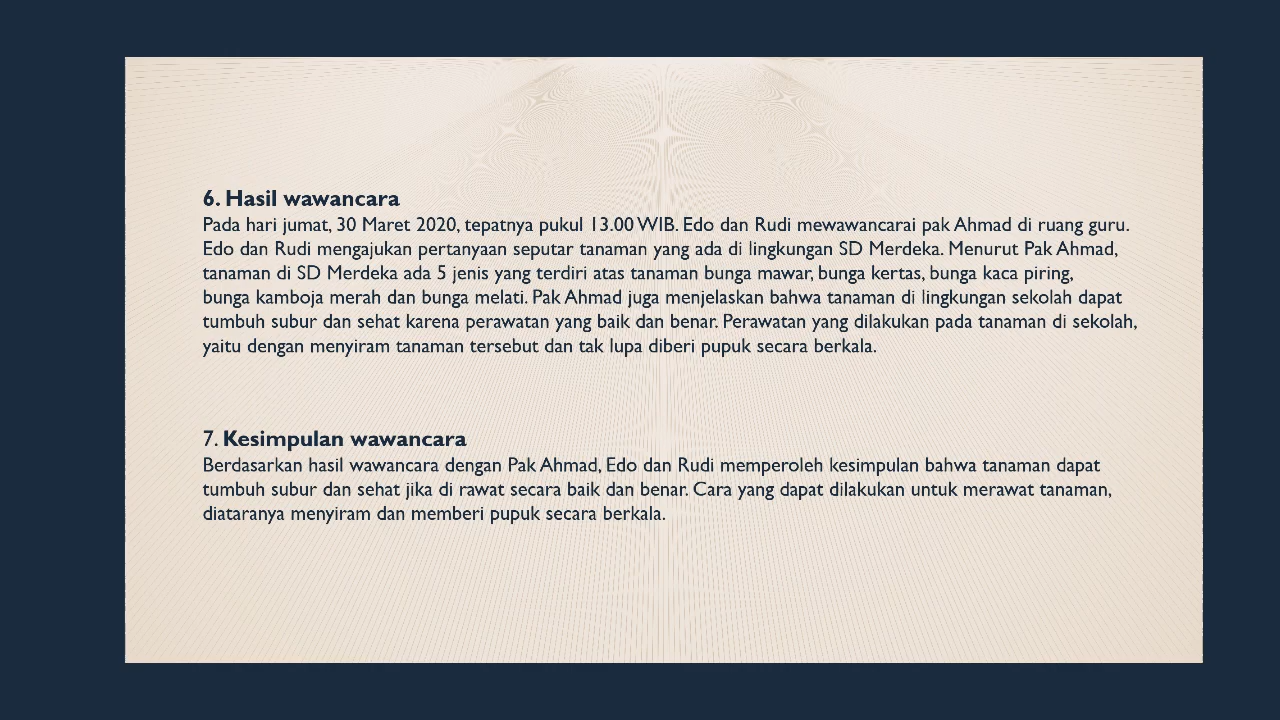 6. Hasil wawancara
Pada hari jumat, 30 Maret 2020, tepatnya pukul 13.00 WIB. Edo dan Rudi mewawancarai pak Ahmad di ruang guru.
Edo dan Rudi mengajukan pertanyaan seputar tanaman yang ada di lingkungan SD Merdeka. Menurut Pak Ahmad,
tanaman di SD Merdeka ada 5 jenis yang terdiri atas tanaman bunga mawar, bunga kertas, bunga kaca piring,
bunga kamboja merah dan bunga melati. Pak Ahmad juga menjelaskan bahwa tanaman di lingkungan sekolah dapat
tumbuh subur dan sehat karena perawatan yang baik dan benar. Perawatan yang dilakukan pada tanaman di sekolah,
yaitu dengan menyiram tanaman tersebut dan tak lupa diberi pupuk secara berkala.
7. Kesimpulan wawancara
Berdasarkan hasil wawancara dengan Pak Ahmad, Edo dan Rudi memperoleh kesimpulan bahwa tanaman dapat
tumbuh subur dan sehat jika di rawat secara baik dan benar. Cara yang dapat dilakukan untuk merawat tanaman,
diataranya menyiram dan memberi pupuk secara berkala.